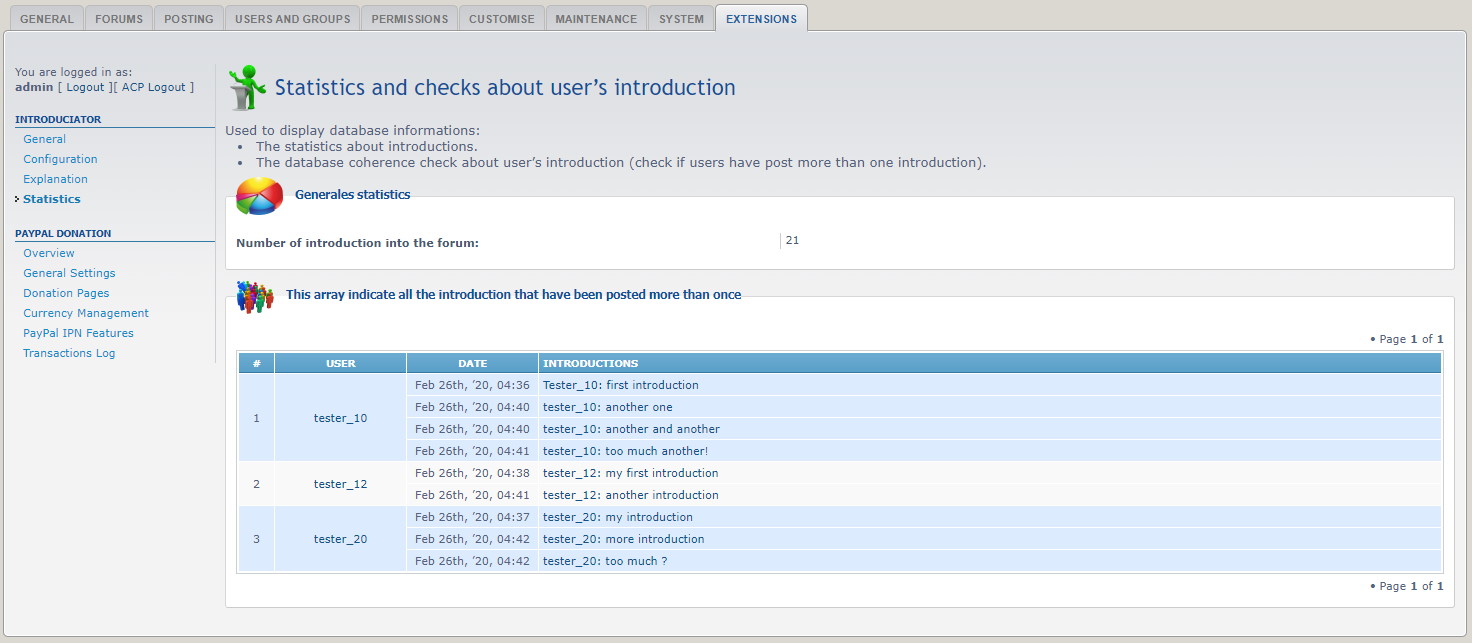 GENERAL FORUMS POSTING USERS AND GROUPS PERMISSIONS CUSTOMISE MAINTENANCE SYSTEM EXTENSIONS
You are logged in as:
admin [ Logout ][ ACP Logout ]
INTRODUCIATOR
General
Configuration
Explanation
Statistics
PAYPAL DONATION
Overview
General Settings
Donation Pages
Currency Management
PayPal IPN Features
Transactions Log
Statistics and checks about user’s introduction
Used to display database informations:
• The statistics about introductions.
• The database coherence check about user’s introduction (check if users have post more than one introduction).
Generales statistics
Number of introduction into the forum: 21
This array indicate all the introduction that have been posted more than once
• Page 1 of 1
# USER DATE INTRODUCTIONS
1 tester_10 Feb 26th, ’20, 04:36 Tester_10: first introduction
Feb 26th, ’20, 04:40 tester_10: another one
Feb 26th, ’20, 04:40 tester_10: another and another
Feb 26th, ’20, 04:41 tester_10: too much another!
2 tester_12 Feb 26th, ’20, 04:38 tester_12: my first introduction
Feb 26th, ’20, 04:41 tester_12: another introduction
3 tester_20 Feb 26th, ’20, 04:37 tester_20: my introduction
Feb 26th, ’20, 04:42 tester_20: more introduction
Feb 26th, ’20, 04:42 tester_20: too much ?
• Page 1 of 1